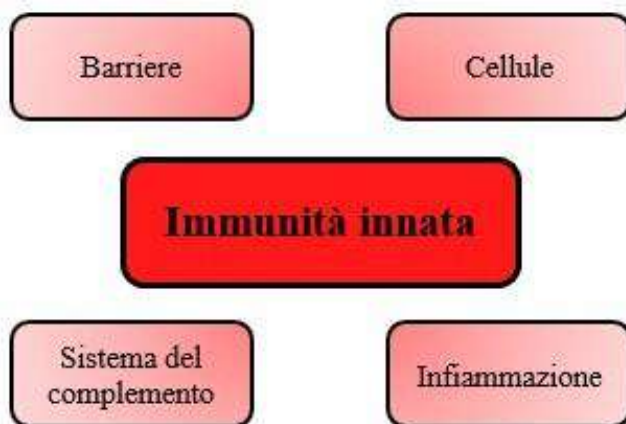 Barriere
Cellule
Immunità innata
Sistema del
complemento
Infiammazione